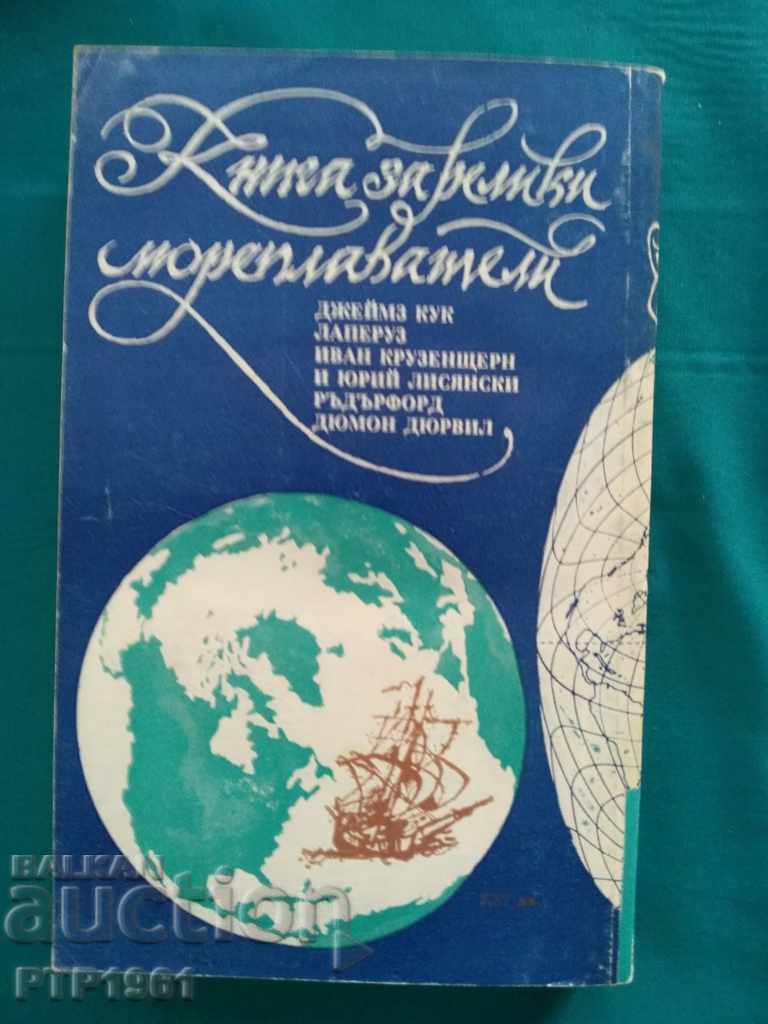 Книга за велики
мореплаватели
ДЖЕЙМЗ КУК
ЛАПЕРУЗ
ИВАН КРУЗЕНЩЕРН
И ЮРИЙ ЛИСЯНСКИ
РЪДЪРФОРД
ДЮМОН ДЮРВИЛ
BALKAN
auction
PTP1961